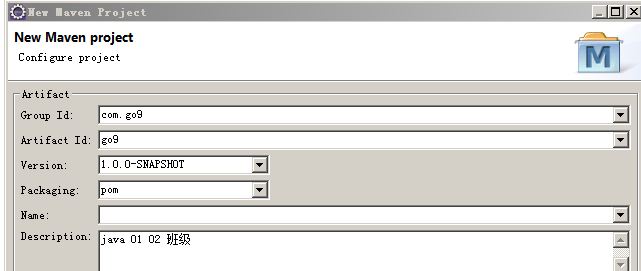 New Maven Project
New Maven project
Configure project
M
Artifact
Group Id: com.go9
Artifact Id: go9
Version: 1.0.0-SNAPSHOT
Packaging: pom
Name:
Description: java 01 02 班级